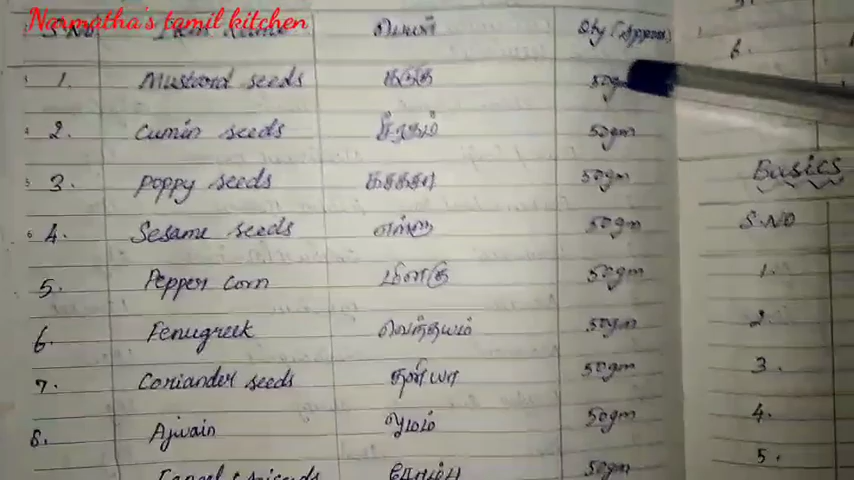 Narmatha's tamil kitchen
S.No பெயர் Qty (Approx)
1. Mustard seeds கடுகு 50gm
2. Cumin seeds சீரகம் 50gm
3. Poppy seeds கசகசா 50gm
4. Sesame seeds எள்ளு 50gm
5. Pepper corn மிளகு 50gm
6. Fenugreek வெந்தயம் 50gm
7. Coriander seeds தனியா 50gm
8. Ajwain ஓமம் 50gm
50gm
6.
Basics
S.NO
1.
2.
3.
4.
5.